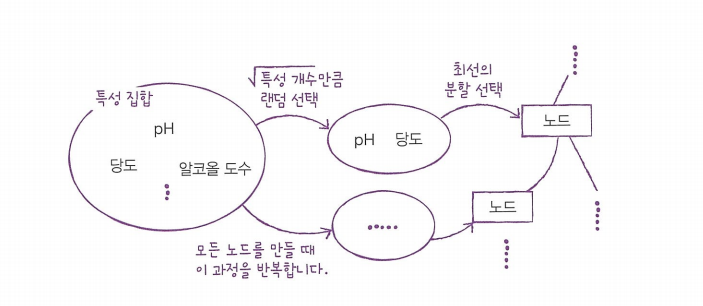 특성 집합
pH
당도
알코올 도수
√특성 개수만큼
랜덤 선택
pH 당도
최선의
분할 선택
노드
노드
모든 노드를 만들 때
이 과정을 반복합니다.